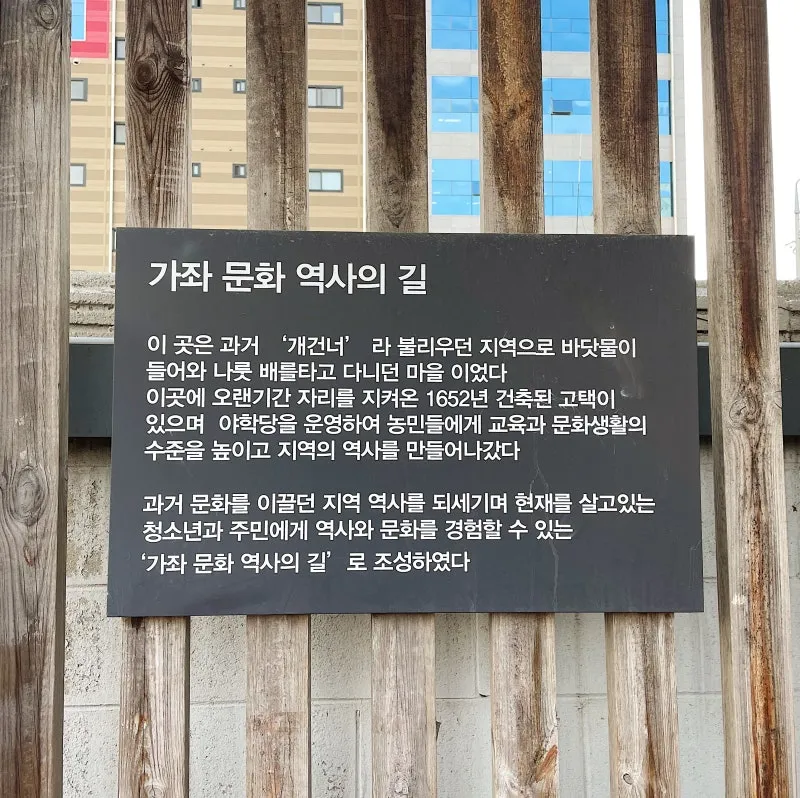 가좌 문화 역사의 길
이 곳은 과거 ‘개건너’ 라 불리우던 지역으로 바닷물이
들어와 나룻 배를타고 다니던 마을 이었다
이곳에 오랜기간 자리를 지켜온 1652년 건축된 고택이
있으며 야학당을 운영하여 농민들에게 교육과 문화생활의
수준을 높이고 지역의 역사를 만들어나갔다
과거 문화를 이끌던 지역 역사를 되세기며 현재를 살고있는
청소년과 주민에게 역사와 문화를 경험할 수 있는
‘가좌 문화 역사의 길’ 로 조성하였다